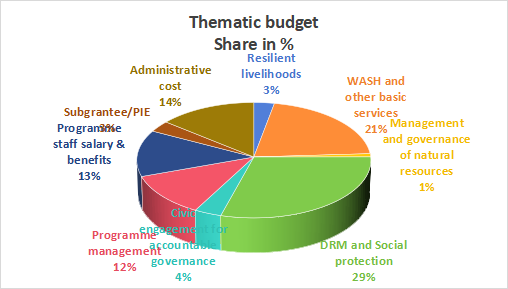 Thematic budget
Share in %
Resilient
livelihoods
3%
WASH and
other basic
services
21%
Management
and governance
of natural
resources
1%
DRM and Social
protection
29%
Civic
engagement for
accountable
governance
4%
Programme
management
12%
Programme
staff salary &
benefits
13%
Subgrantee/PIE
3%
Administrative
cost
14%